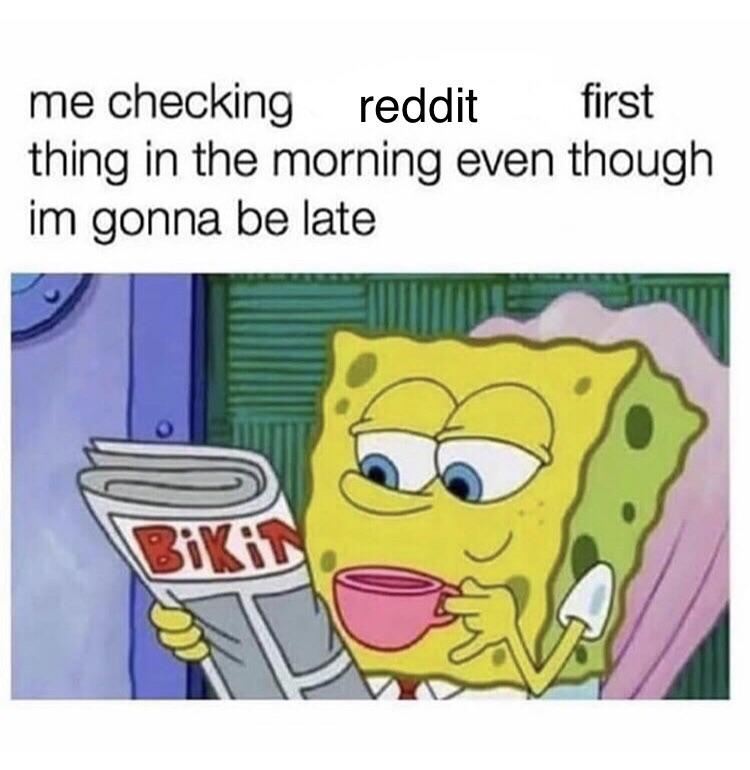 me checking reddit first
thing in the morning even though
im gonna be late
BiKiN